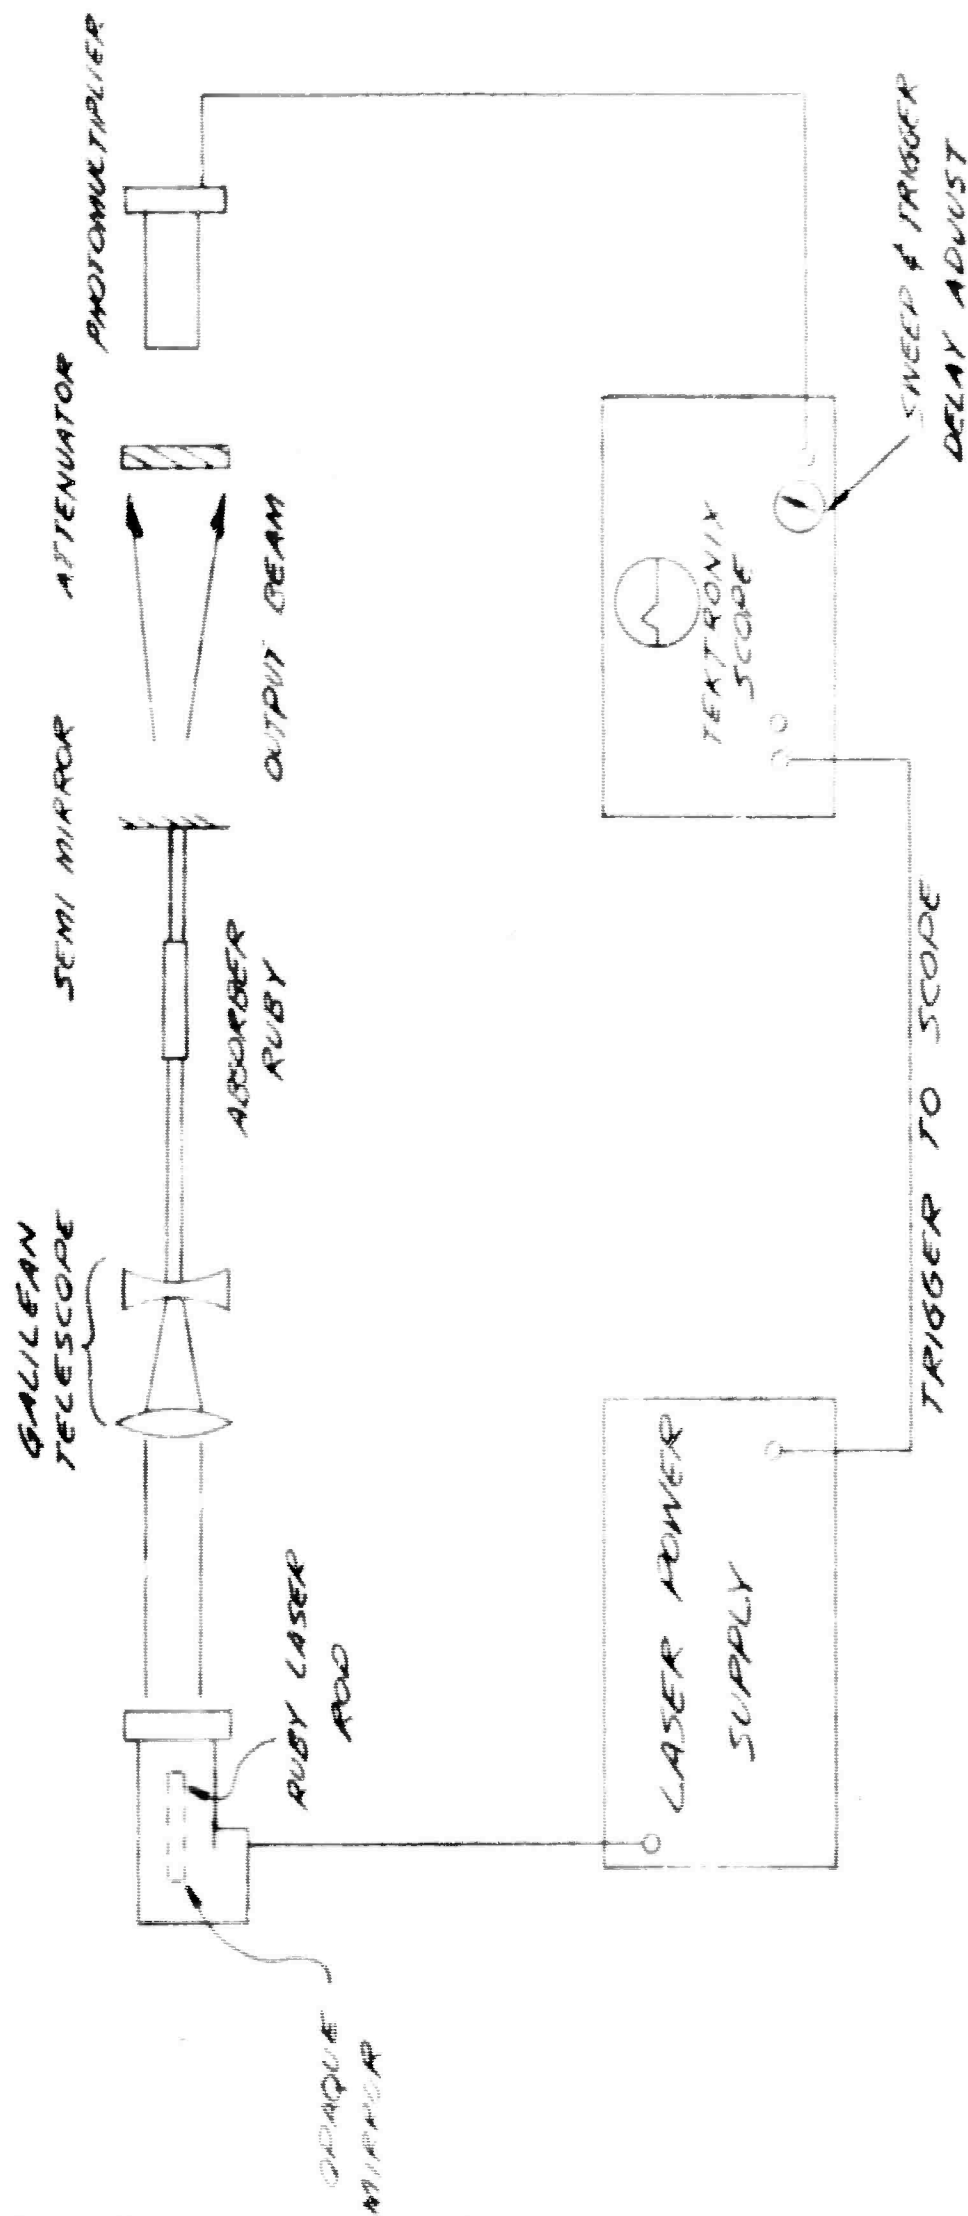 GALILEAN
TELESCOPE
SEMI MIRROR
ATTENUATOR
PHOTOMULTIPLIER
OPAQUE
MIRROR
RUBY LASER
ROD
ABSORBER
RUBY
OUTPUT BEAM
LASER POWER
SUPPLY
TEKTRONIX
SCOPE
TRIGGER TO SCOPE
SWEEP & TRIGGER
DELAY ADJUST